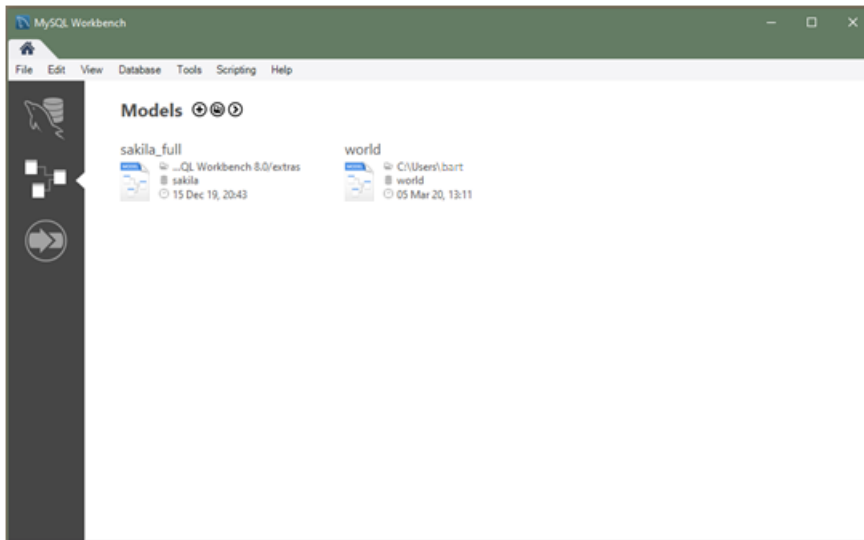 MySQL Workbench
File Edit View Database Tools Scripting Help
Models
sakila_full
...QL Workbench 8.0/extras
sakila
15 Dec 19, 20:43
world
C:\Users\bart
world
05 Mar 20, 13:11